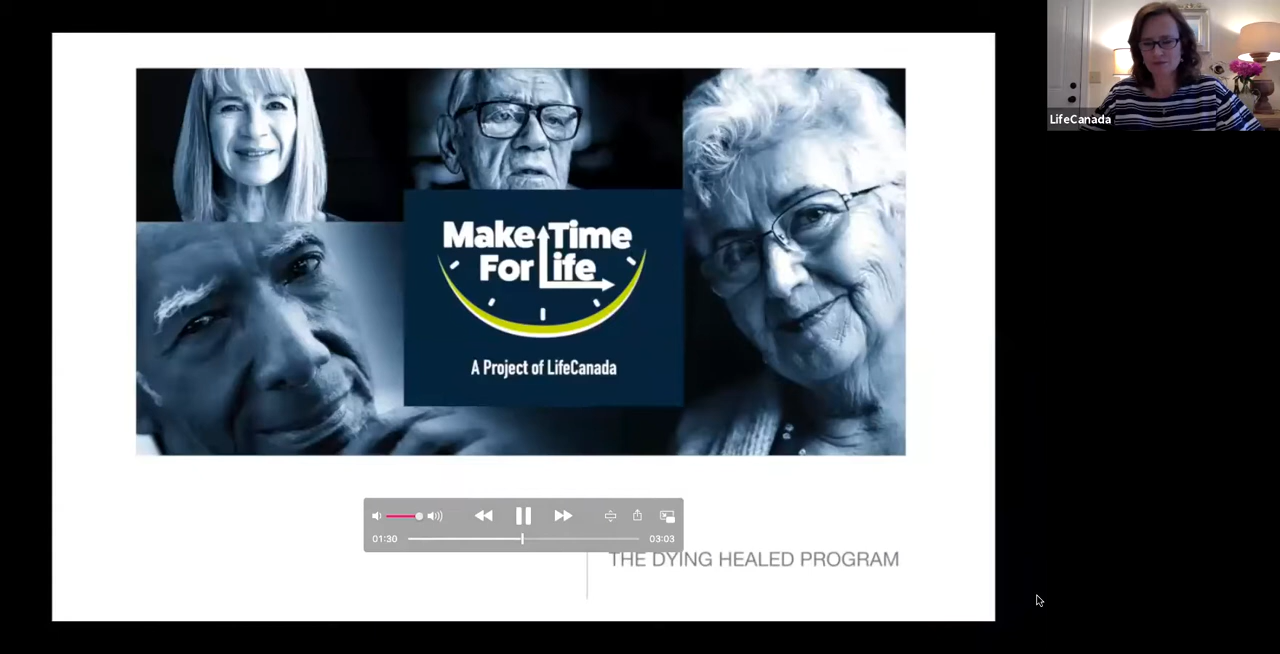 LifeCanada
Make Time
For Life
A Project of LifeCanada
01:30
03:03
THE DYING HEALED PROGRAM